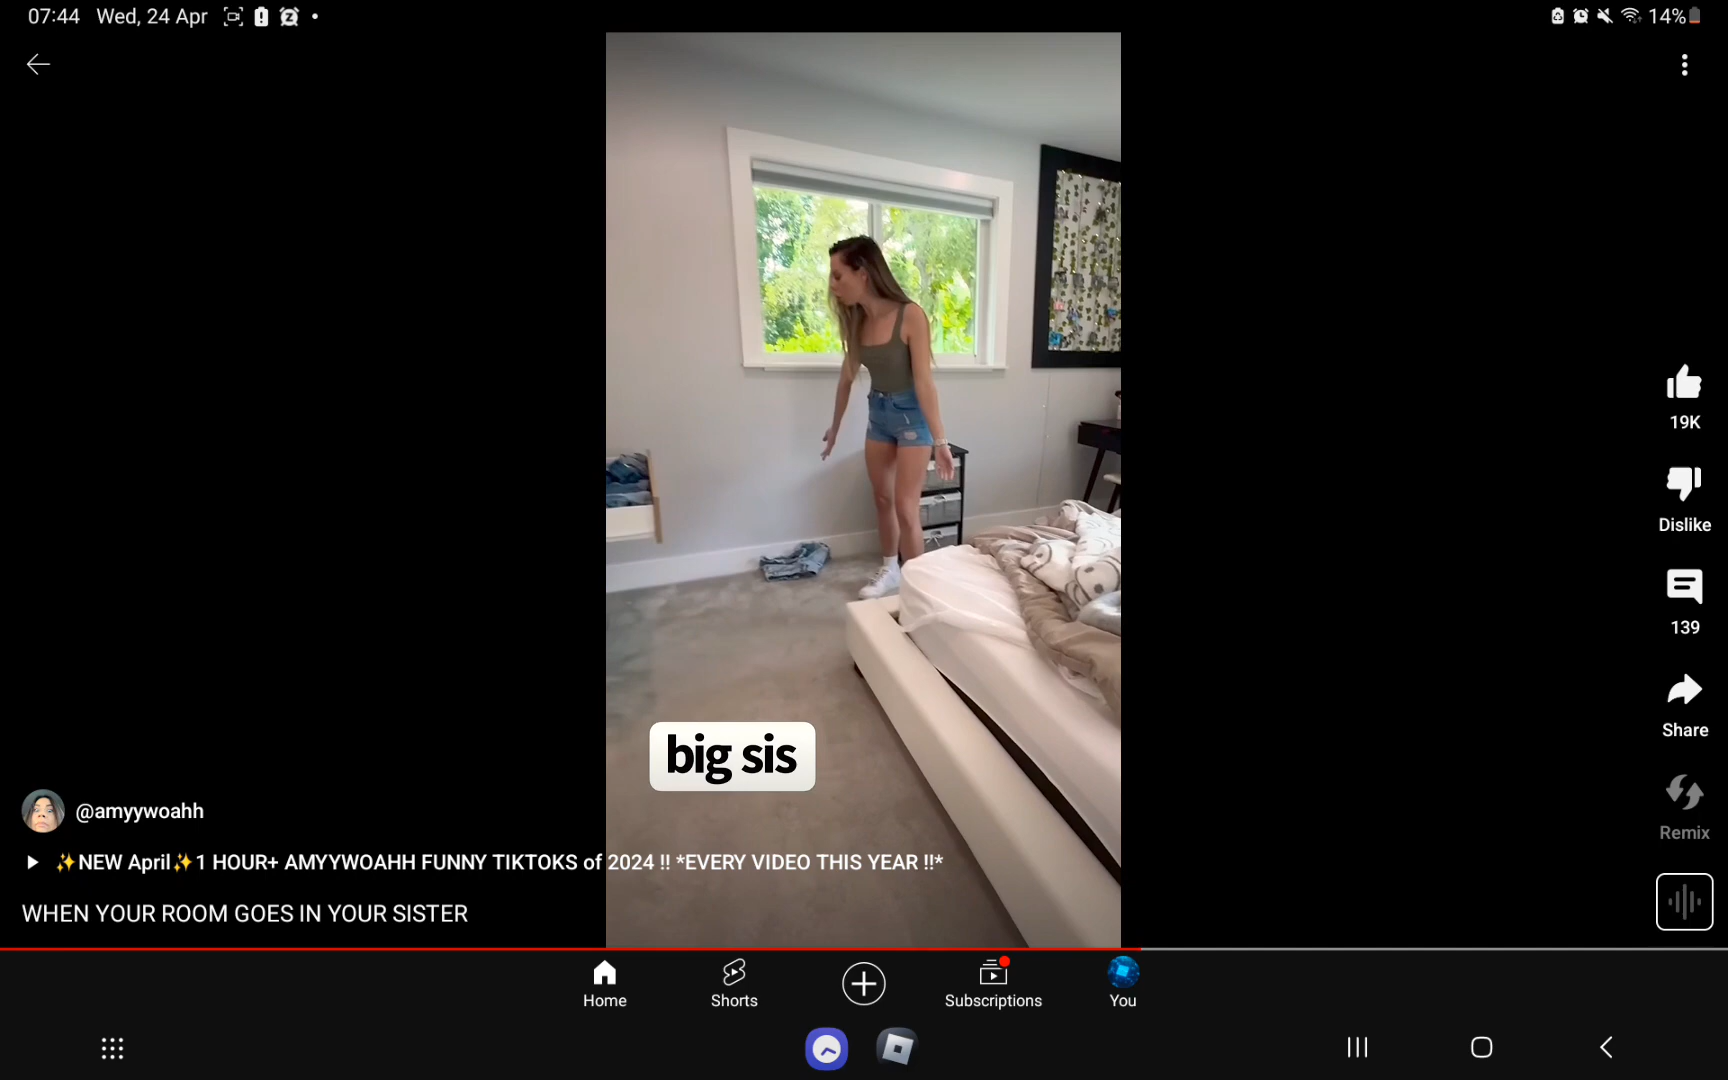 07:44 Wed, 24 Apr
14%
19K
Dislike
139
Share
Remix
big sis
@amyywoahh
✨NEW April✨1 HOUR+ AMYYWOAHH FUNNY TIKTOKS of 2024 !! *EVERY VIDEO THIS YEAR !!*
WHEN YOUR ROOM GOES IN YOUR SISTER
Home
Shorts
Subscriptions
You